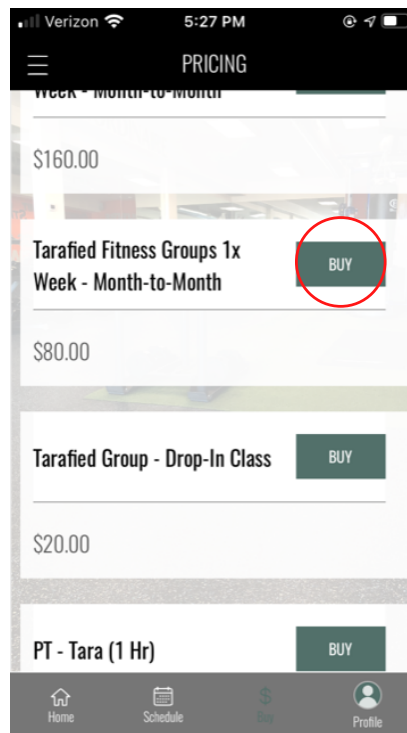 Verizon 5:27 PM
PRICING
Week - Month-to-Month
$160.00
Tarafied Fitness Groups 1x
Week - Month-to-Month
BUY
$80.00
Tarafied Group - Drop-In Class
BUY
$20.00
PT - Tara (1 Hr)
BUY
$
Home Schedule Buy Profile